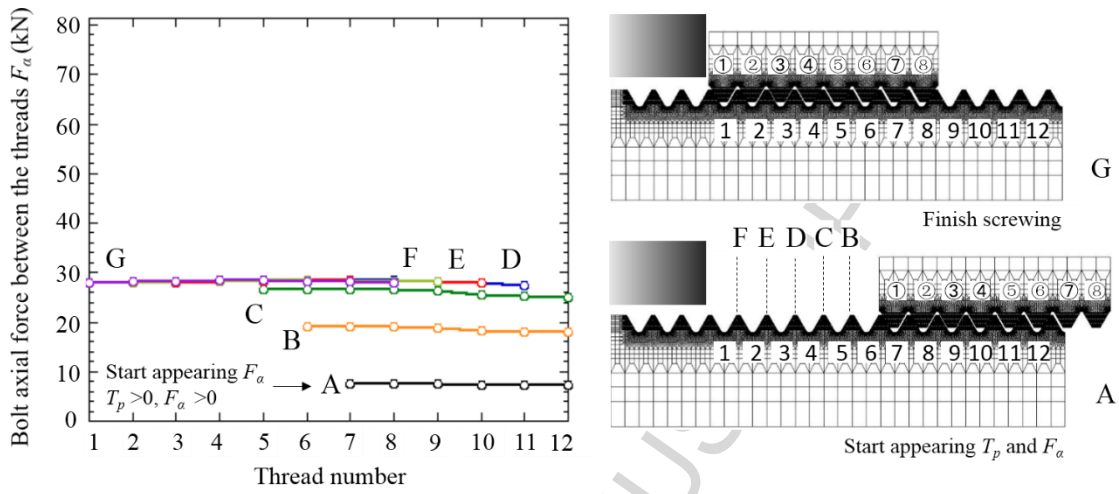 Bolt axial force between the threads Fα (kN)
80
70
60
50
40
30
20
10
0
G
F
E
D
C
B
A
Start appearing Fα
Tp >0, Fα >0
1 2 3 4 5 6 7 8 9 10 11 12
Thread number
① ② ③ ④ ⑤ ⑥ ⑦ ⑧
1 2 3 4 5 6 7 8 9 10 11 12
G
Finish screwing
F E D C B
① ② ③ ④ ⑤ ⑥ ⑦ ⑧
1 2 3 4 5 6 7 8 9 10 11 12
A
Start appearing Tp and Fα